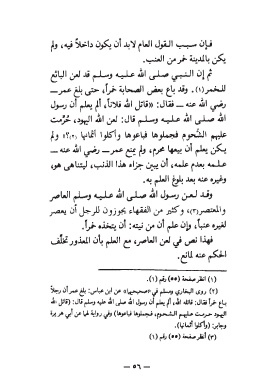 فإن سبب القول العام لابد أن يكون داخلاً فيه، ولم
يكن بالمدينة خمر من العنب.
ثم إن النبي صلى الله عليه وسلم قد لعن البائع
للخمر(١). وقد باع بعض الصحابة خمراً، حتى بلغ عمر ــ
رضي الله عنه ــ فقال: «قاتل الله فلاناً، ألم يعلم أن رسول
الله صلى الله عليه وسلم قال: لعن الله اليهود، حُرِّمت
عليهم الشحوم فجملوها فباعوها وأكلوا أثمانها (٢)؟» ولم
يكن يعلم أن بيعها محرم، ولم يمنع عمر ــ رضي الله عنه ــ
علمه بعدم علمه، أن يبين جزاء هذا الذنب، ليتناهى هو،
وغيره عنه بعد بلوغ العلم به.
وقد لعن رسول الله صلى الله عليه وسلم العاصر
والمعتصر(٣)، وكثير من الفقهاء يجوزون للرجل أن يعصر
لغيره عنباً، وإن علم أن من نيته: أن يتخذه خمراً.
فهذا نص في لعن العاصر، مع العلم بأن المعذور تخلَّف
الحكم عنه لمانع.
(١) انظر صفحة (٥٥) رقم (١).
(٢) روى البخاري ومسلم في «صحيحيهما» عن ابن عباس: بلغ عمر أن رجلاً
باع خمراً فقال: قاتله الله، ألم يعلم أن رسول الله صلى الله عليه وسلم قال: (قاتل الله
اليهود حرمت عليهم الشحوم، فجملوها فباعوها) وفي رواية لهما عن أبي هريرة
وجابر: (وأكلوا أثمانها).
(٣) أنظر صفحة (٥٥) رقم (١)
ــ ٥٦ ــ